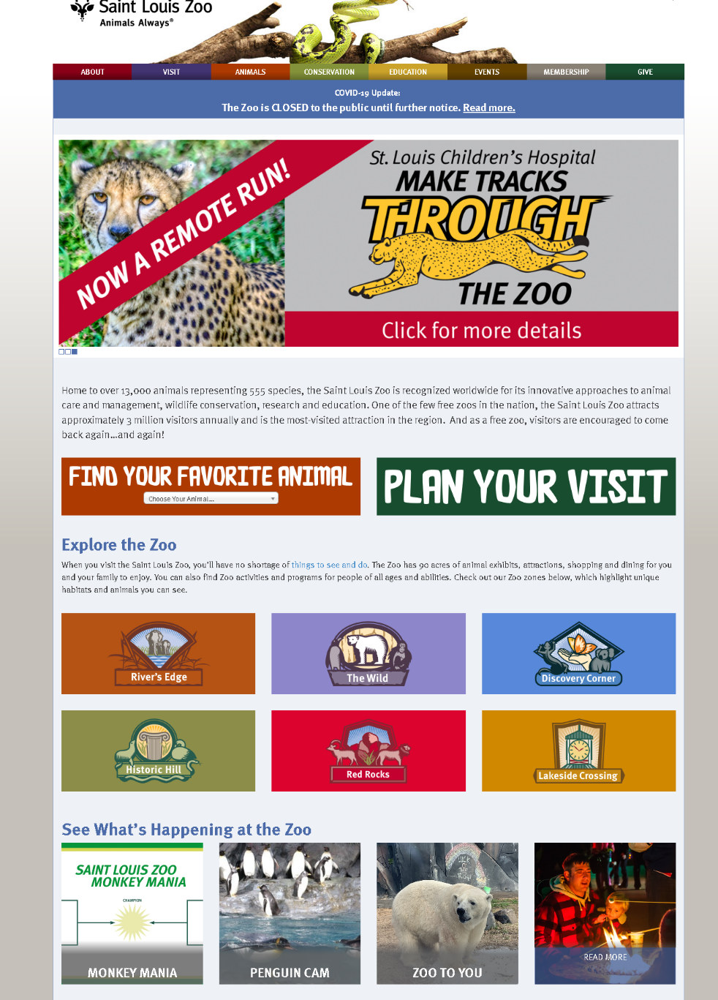 Saint Louis Zoo
Animals Always®
ABOUT VISIT ANIMALS CONSERVATION EDUCATION EVENTS MEMBERSHIP GIVE
COVID-19 Update:
The Zoo is CLOSED to the public until further notice. Read more.
NOW A REMOTE RUN!
St. Louis Children's Hospital
MAKE TRACKS
THROUGH
THE ZOO
Click for more details
Home to over 13,000 animals representing 555 species, the Saint Louis Zoo is recognized worldwide for its innovative approaches to animal
care and management, wildlife conservation, research and education. One of the few free zoos in the nation, the Saint Louis Zoo attracts
approximately 3 million visitors annually and is the most-visited attraction in the region. And as a free zoo, visitors are encouraged to come
back again...and again!
FIND YOUR FAVORITE ANIMAL
Choose Your Animal...
PLAN YOUR VISIT
Explore the Zoo
When you visit the Saint Louis Zoo, you'll have no shortage of things to see and do. The Zoo has 90 acres of animal exhibits, attractions, shopping and dining for you
and your family to enjoy. You can also find Zoo activities and programs for people of all ages and abilities. Check out our Zoo zones below, which highlight unique
habitats and animals you can see.
River's Edge
The Wild
Discovery Corner
Historic Hill
Red Rocks
Lakeside Crossing
See What's Happening at the Zoo
SAINT LOUIS ZOO
MONKEY MANIA
CHAMPION
MONKEY MANIA
PENGUIN CAM
LUCK
OF
THE
IRISH
ZOO TO YOU
READ MORE